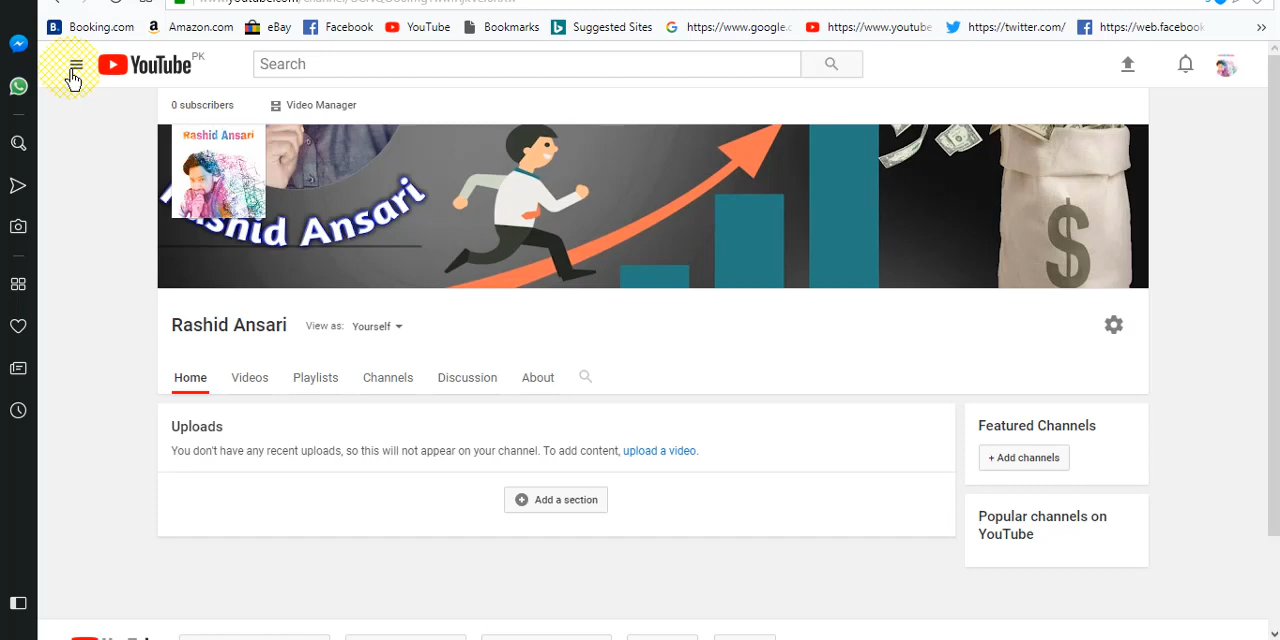 Booking.com Amazon.com eBay Facebook YouTube Bookmarks Suggested Sites https://www.google.c https://www.youtube https://twitter.com/ https://web.facebook
YouTube PK Search
0 subscribers Video Manager
Rashid Ansari
Rashid Ansari
$
Rashid Ansari View as: Yourself
Home Videos Playlists Channels Discussion About
Uploads
You don't have any recent uploads, so this will not appear on your channel. To add content, upload a video.
+ Add a section
Featured Channels
+ Add channels
Popular channels on
YouTube